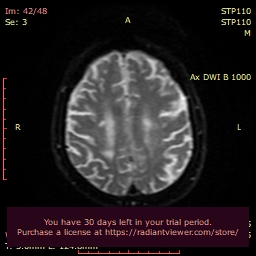 Im: 42/48
Se: 3
A
STP110
STP110
M
Ax DWI B 1000
R
L
You have 30 days left in your trial period.
Purchase a license at https://radiantviewer.com/store/